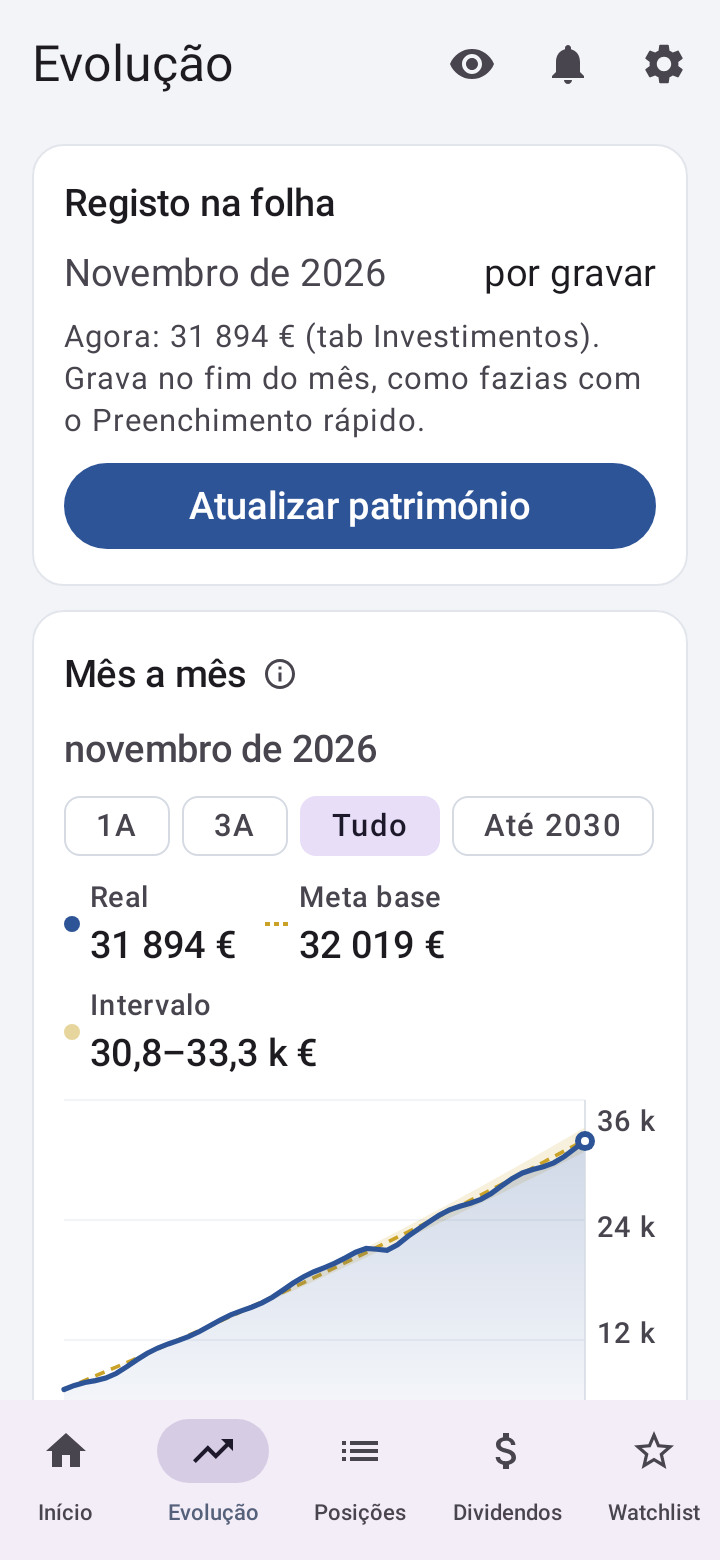 Evolução
Registo na folha
Novembro de 2026 por gravar
Agora: 31 894 € (tab Investimentos).
Grava no fim do mês, como fazias com
o Preenchimento rápido.
Atualizar património
Mês a mês
novembro de 2026
1A 3A Tudo Até 2030
Real Meta base
31 894 € 32 019 €
Intervalo
30,8–33,3 k €
36 k
24 k
12 k
Início Evolução Posições Dividendos Watchlist